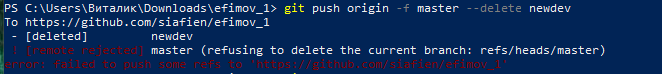 PS C:\Users\Виталик\Downloads\efimov_1> git push origin -f master --delete newdev
To https://github.com/siafien/efimov_1
 - [deleted]         newdev
 ! [remote rejected] master (refusing to delete the current branch: refs/heads/master)
error: failed to push some refs to 'https://github.com/siafien/efimov_1'